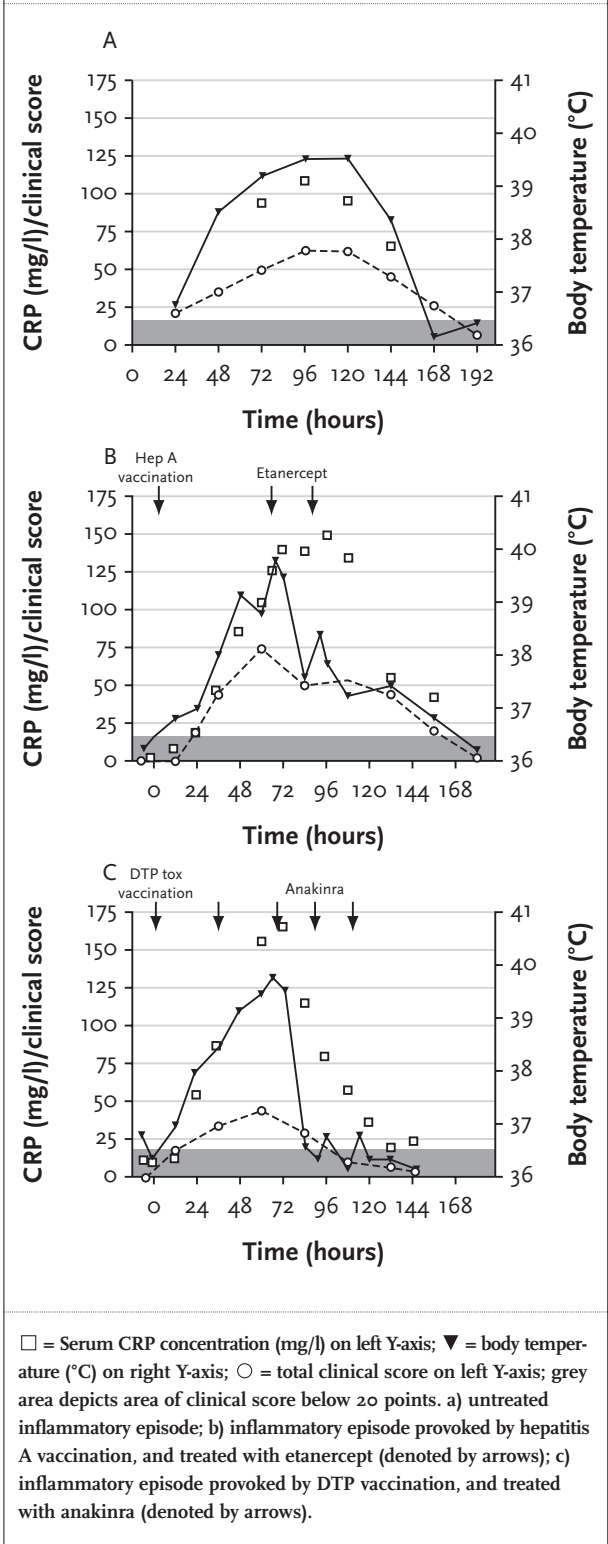 A
CRP (mg/l)/clinical score
Body temperature (°C)
175
150
125
100
75
50
25
0
41
40
39
38
37
36
0 24 48 72 96 120 144 168 192
Time (hours)
B
Hep A
vaccination
Etanercept
CRP (mg/l)/clinical score
Body temperature (°C)
175
150
125
100
75
50
25
0
41
40
39
38
37
36
0 24 48 72 96 120 144 168
Time (hours)
C
DTP tox
vaccination
Anakinra
CRP (mg/l)/clinical score
Body temperature (°C)
175
150
125
100
75
50
25
0
41
40
39
38
37
36
0 24 48 72 96 120 144 168
Time (hours)
□ = Serum CRP concentration (mg/l) on left Y-axis; ▼ = body temper-
ature (°C) on right Y-axis; ○ = total clinical score on left Y-axis; grey
area depicts area of clinical score below 20 points. a) untreated
inflammatory episode; b) inflammatory episode provoked by hepatitis
A vaccination, and treated with etanercept (denoted by arrows); c)
inflammatory episode provoked by DTP vaccination, and treated
with anakinra (denoted by arrows).